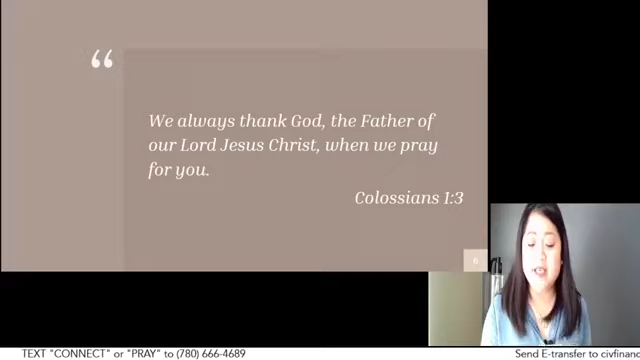 “
We always thank God, the Father of
our Lord Jesus Christ, when we pray
for you.
Colossians 1:3
6
TEXT "CONNECT" or "PRAY" to (780) 666-4689
Send E-transfer to civfinanc